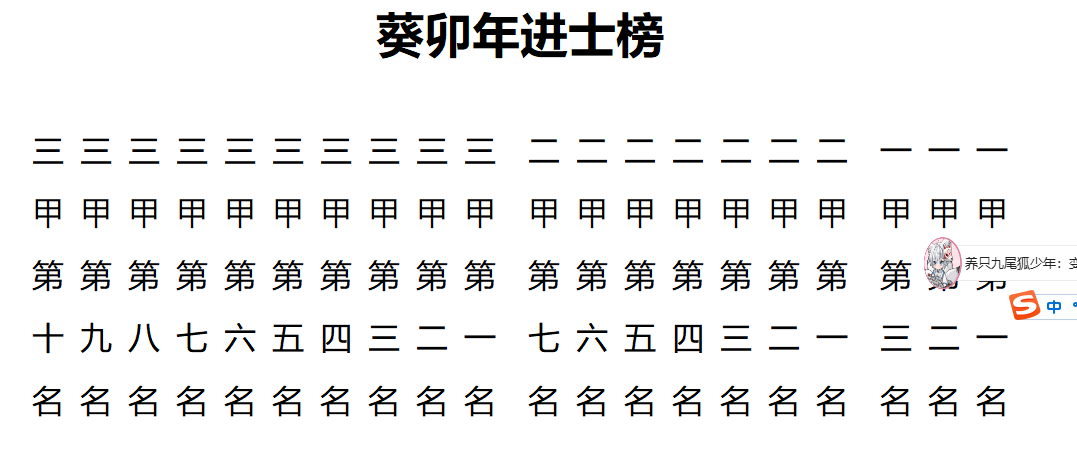 葵卯年进士榜
一甲第一名
一甲第二名
一甲第三名
二甲第一名
二甲第二名
二甲第三名
二甲第四名
二甲第五名
二甲第六名
二甲第七名
三甲第一名
三甲第二名
三甲第三名
三甲第四名
三甲第五名
三甲第六名
三甲第七名
三甲第八名
三甲第九名
三甲第十名
养只九尾狐少年：变
S 中